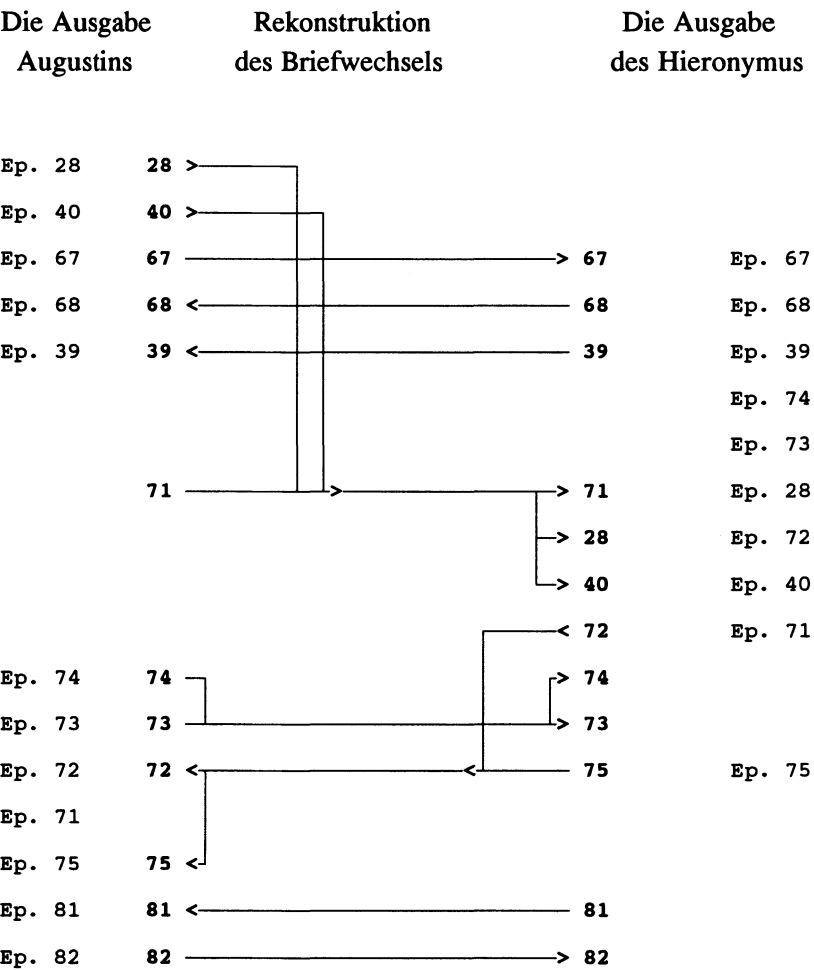 Die Ausgabe Rekonstruktion Die Ausgabe
Augustins des Briefwechsels des Hieronymus
Ep. 28 28
Ep. 40 40
Ep. 67 67 67 Ep. 67
Ep. 68 68 68 Ep. 68
Ep. 39 39 39 Ep. 39
Ep. 74
Ep. 73
71 71 Ep. 28
28 Ep. 72
40 Ep. 40
72 Ep. 71
Ep. 74 74 74
Ep. 73 73 73
Ep. 72 72 75 Ep. 75
Ep. 71
Ep. 75 75
Ep. 81 81 81
Ep. 82 82 82